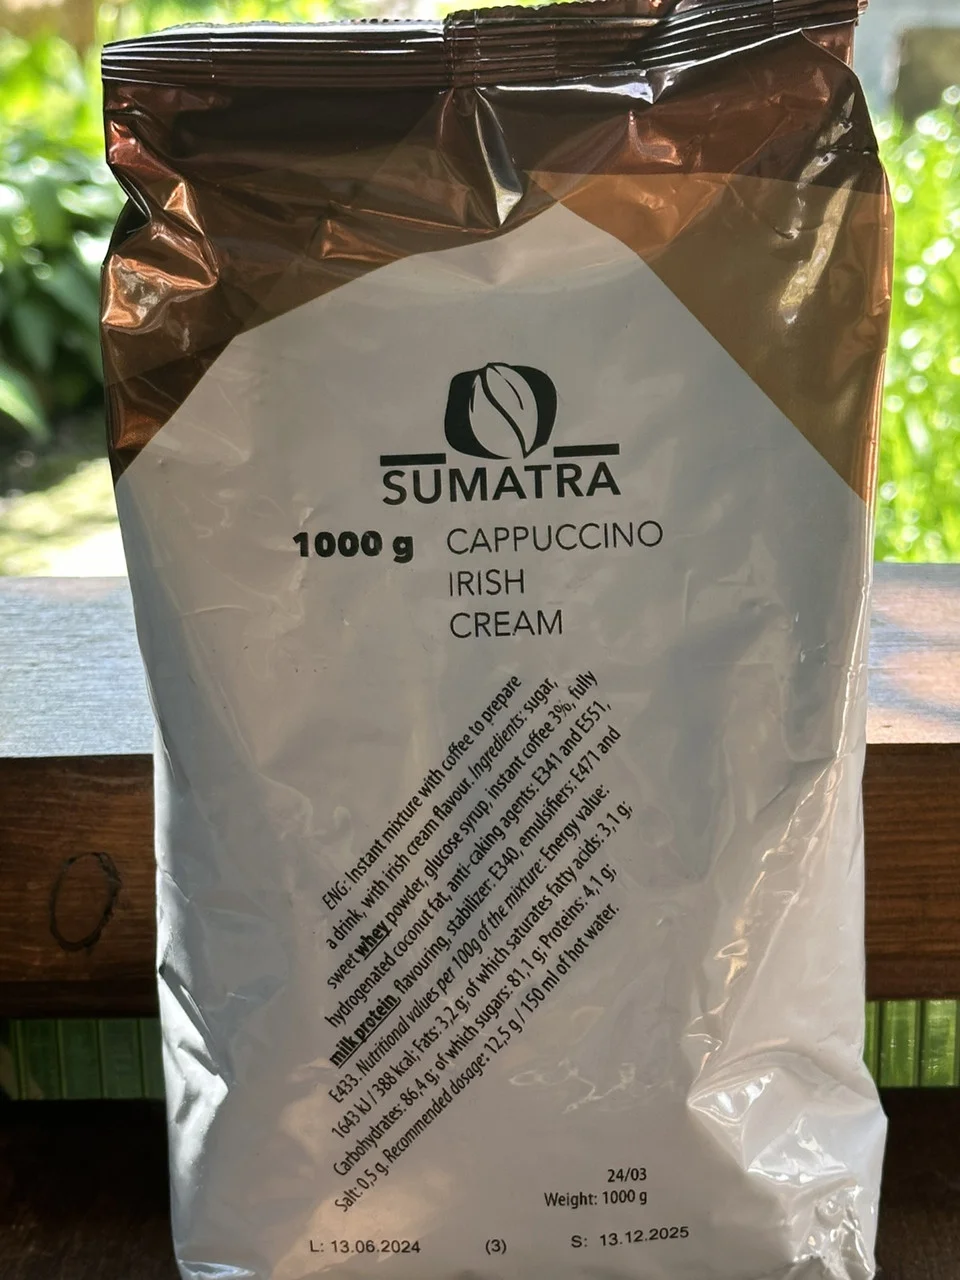 SUMATRA
1000 g CAPPUCCINO
IRISH
CREAM
ENG: Instant mixture with coffee to prepare
a drink, with irish cream flavour. Ingredients: sugar,
sweet whey powder, glucose syrup, instant coffee 3%, fully
hydrogenated coconut fat, anti-caking agents: E341 and E551,
milk protein, flavouring, stabilizer: E340, emulsifiers: E471 and
E433. Nutritional values per 100g of the mixture: Energy value:
1643 kJ / 388 kcal; Fats: 3,2 g; of which saturates fatty acids: 3,1 g;
Carbohydrates: 86,4 g; of which sugars: 81,1 g; Proteins: 4,1 g;
Salt: 0,5 g. Recommended dosage: 12,5 g / 150 ml of hot water.
24/03
Weight: 1000 g
L: 13.06.2024 (3) S: 13.12.2025